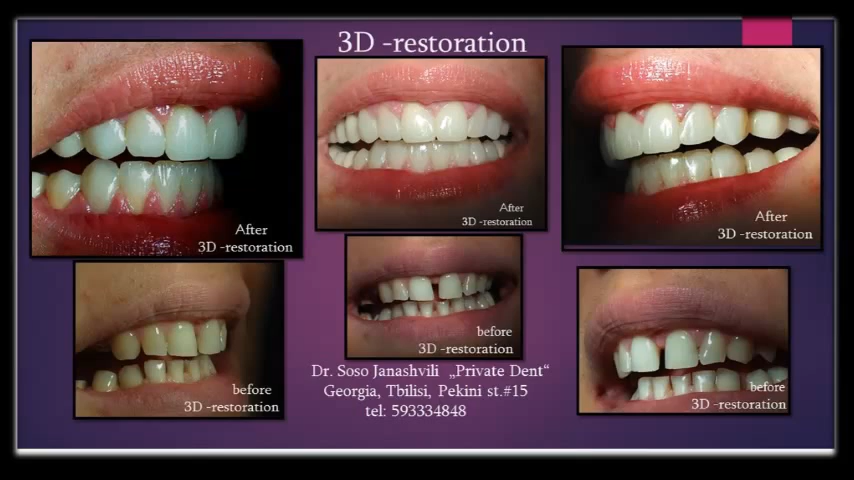 3D -restoration
After
3D -restoration
After
3D -restoration
After
3D -restoration
before
3D -restoration
before
3D -restoration
before
3D -restoration
Dr. Soso Janashvili „Private Dent“
Georgia, Tbilisi, Pekini st.#15
tel: 593334848